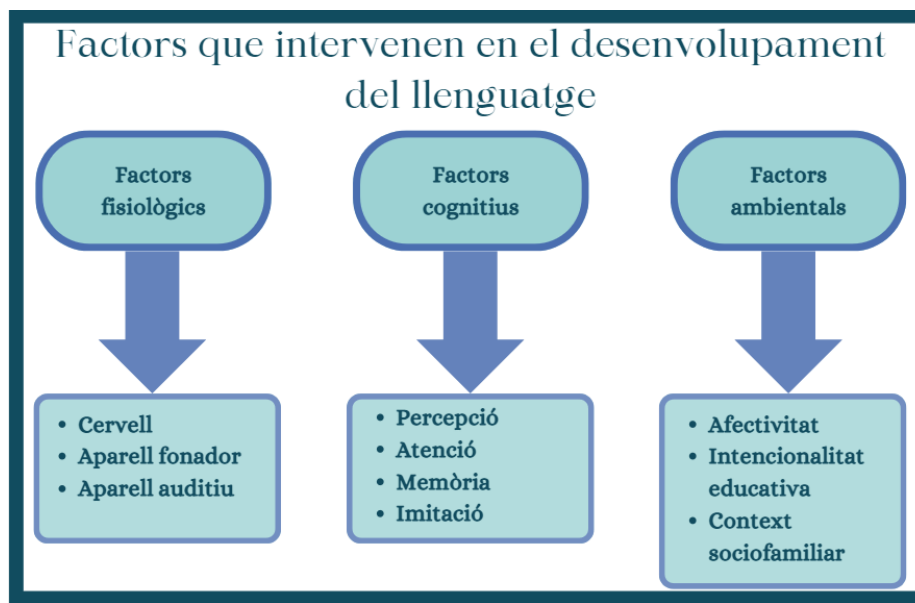 Factors que intervenen en el desenvolupament
del llenguatge
Factors
fisiològics
Factors
cognitius
Factors
ambientals
• Cervell
• Aparell fonador
• Aparell auditiu
• Percepció
• Atenció
• Memòria
• Imitació
• Afectivitat
• Intencionalitat
educativa
• Context
sociofamiliar